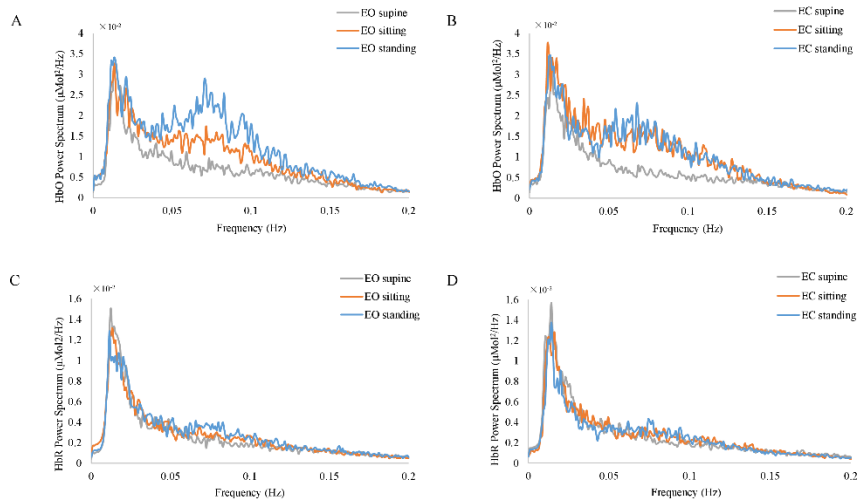 A
×10⁻²
EO supine
EO sitting
EO standing
HbO Power Spectrum (μMol²/Hz)
4
3.5
3
2.5
2
1.5
1
0.5
0
0 0.05 0.1 0.15 0.2
Frequency (Hz)
B
×10⁻²
EC supine
EC sitting
EC standing
HbO Power Spectrum (μMol²/Hz)
4
3.5
3
2.5
2
1.5
1
0.5
0
0 0.05 0.1 0.15 0.2
Frequency (Hz)
C
EO supine
EO sitting
EO standing
HbR Power Spectrum (μMol2/Hz)
1.6
1.4
1.2
1
0.8
0.6
0.4
0.2
0
0 0.05 0.1 0.15 0.2
Frequency (Hz)
D
EC supine
EC sitting
EC standing
HbR Power Spectrum (μMol²/Hz)
1.6
1.4
1.2
1
0.8
0.6
0.4
0.2
0
0 0.05 0.1 0.15 0.2
Frequency (Hz)